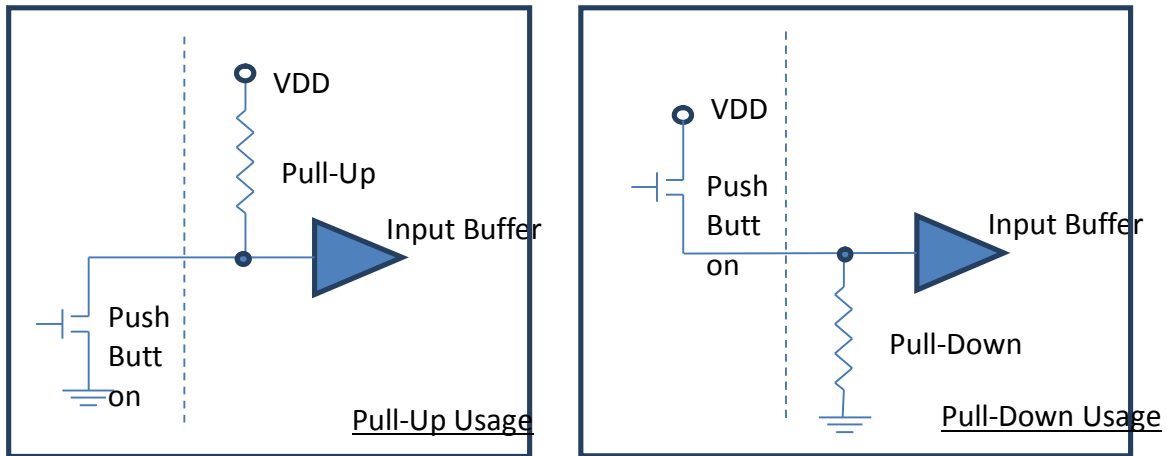 VDD
Pull-Up
Input Buffer
Push
Butt
on
Pull-Up Usage
VDD
Push
Butt
on
Input Buffer
Pull-Down
Pull-Down Usage